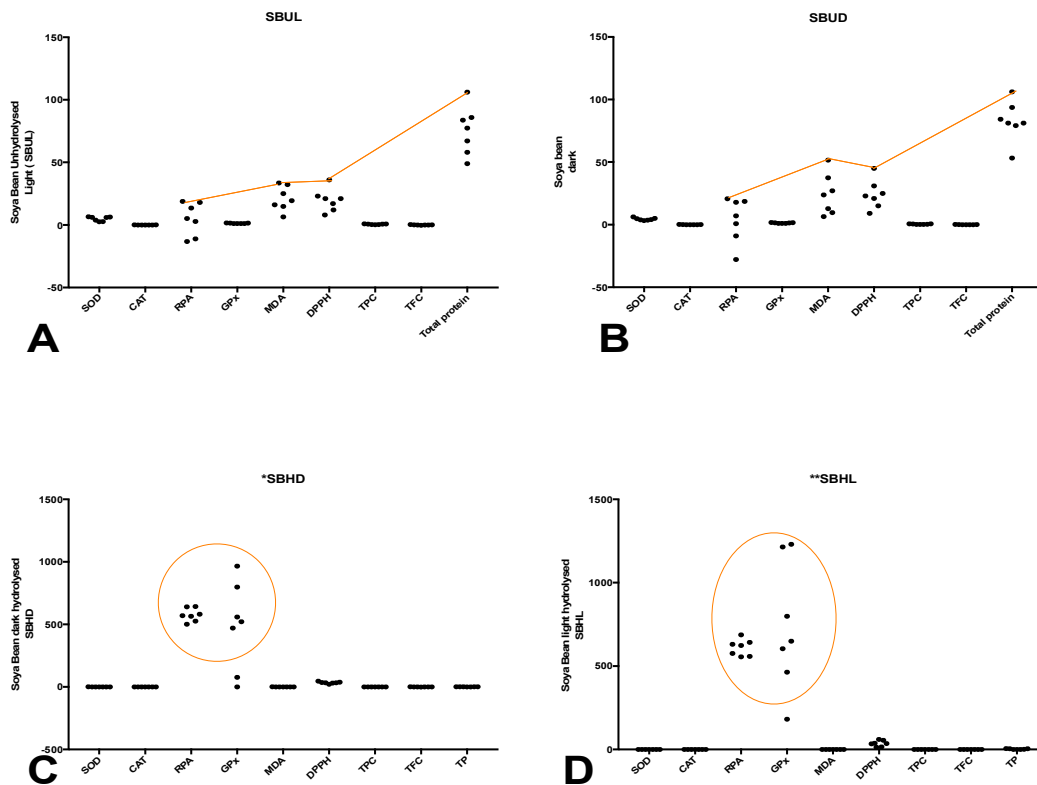 SBUL
150
100
50
0
-50
Soya Bean Unhydrolysed
Light ( SBUL)
SOD
CAT
RPA
GPx
MDA
DPPH
TPC
TFC
Total protein
A
SBUD
150
100
50
0
-50
Soya bean
dark
SOD
CAT
RPA
GPx
MDA
DPPH
TPC
TFC
Total protein
B
*SBHD
1500
1000
500
0
-500
Soya Bean dark hydrolysed
SBHD
SOD
CAT
RPA
GPx
MDA
DPPH
TPC
TFC
TP
C
**SBHL
1500
1000
500
0
Soya Bean light hydrolysed
SBHL
SOD
CAT
RPA
GPx
MDA
DPPH
TPC
TFC
TP
D